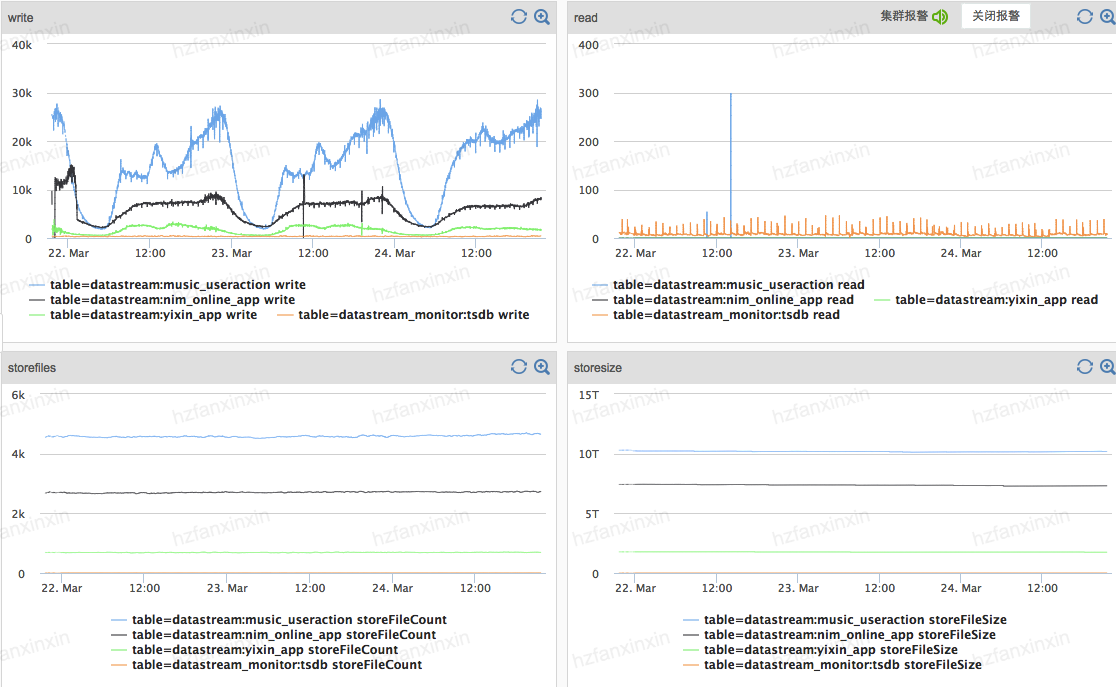 write
40k
30k
20k
10k
0
22. Mar 12:00 23. Mar 12:00 24. Mar 12:00
table=datastream:music_useraction write
table=datastream:nim_online_app write
table=datastream:yixin_app write table=datastream_monitor:tsdb write
read 集群报警 关闭报警
400
300
200
100
0
22. Mar 12:00 23. Mar 12:00 24. Mar 12:00
table=datastream:music_useraction read
table=datastream:nim_online_app read table=datastream:yixin_app read
table=datastream_monitor:tsdb read
storefiles
6k
4k
2k
0
22. Mar 12:00 23. Mar 12:00 24. Mar 12:00
table=datastream:music_useraction storeFileCount
table=datastream:nim_online_app storeFileCount
table=datastream:yixin_app storeFileCount
table=datastream_monitor:tsdb storeFileCount
storesize
15T
10T
5T
0
22. Mar 12:00 23. Mar 12:00 24. Mar 12:00
table=datastream:music_useraction storeFileSize
table=datastream:nim_online_app storeFileSize
table=datastream:yixin_app storeFileSize
table=datastream_monitor:tsdb storeFileSize
hzfanxinxin